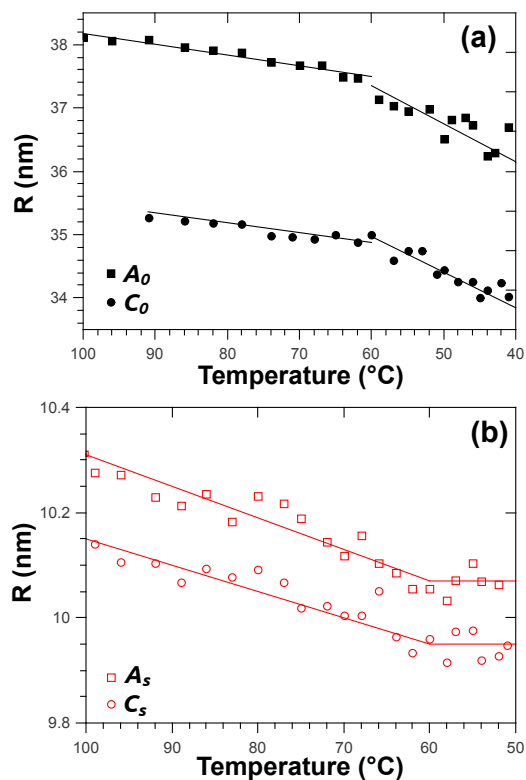 (a)
38
37
36
35
34
R (nm)
A0
C0
100 90 80 70 60 50 40
Temperature (°C)
(b)
10.4
10.2
10
9.8
R (nm)
As
Cs
100 90 80 70 60 50
Temperature (°C)